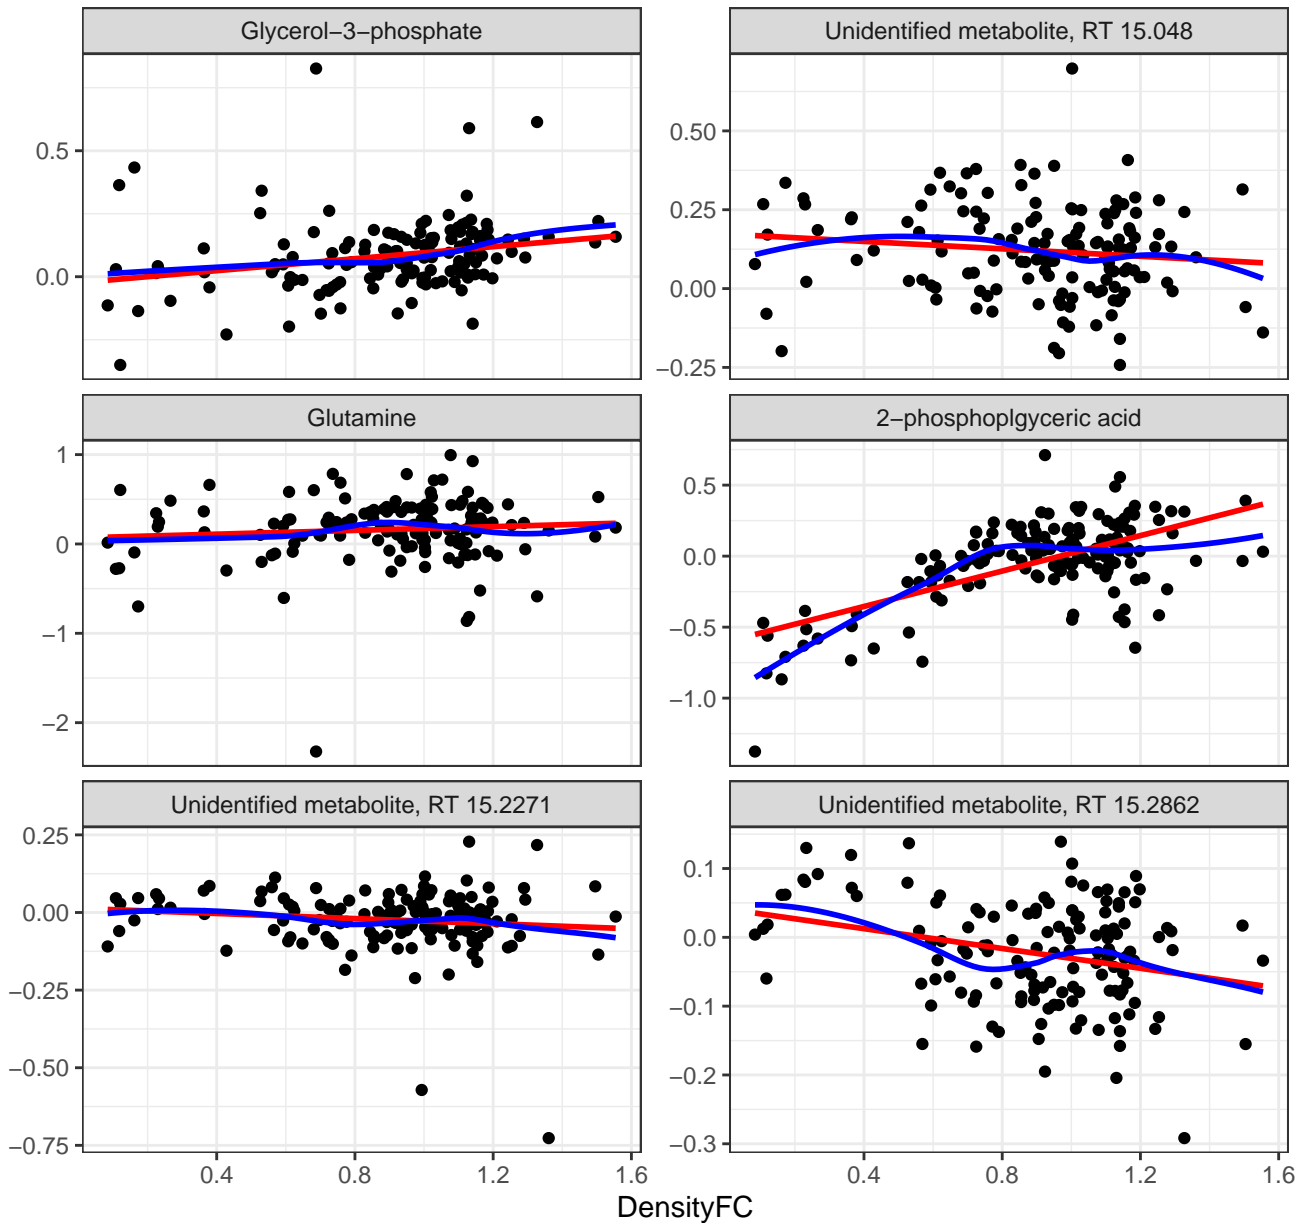 Glycerol−3−phosphate
Unidentified metabolite, RT 15.048
0.5
0.0
0.50
0.25
0.00
−0.25
Glutamine
2−phosphoplgyceric acid
1
0
−1
−2
0.5
0.0
−0.5
−1.0
Unidentified metabolite, RT 15.2271
Unidentified metabolite, RT 15.2862
0.25
0.00
−0.25
−0.50
−0.75
0.1
0.0
−0.1
−0.2
−0.3
0.4 0.8 1.2 1.6
0.4 0.8 1.2 1.6
DensityFC